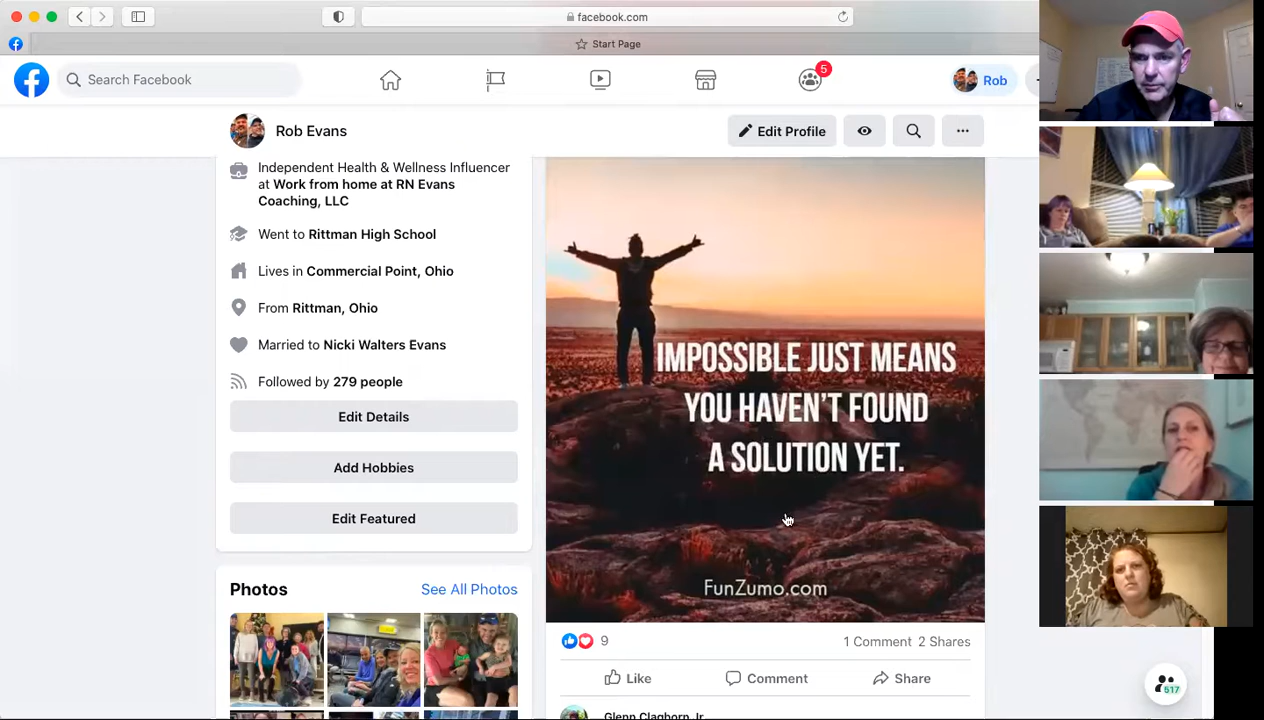 facebook.com
Start Page
Search Facebook
5
Rob
Rob Evans
Edit Profile
Independent Health & Wellness Influencer
at Work from home at RN Evans
Coaching, LLC
Went to Rittman High School
Lives in Commercial Point, Ohio
From Rittman, Ohio
Married to Nicki Walters Evans
Followed by 279 people
Edit Details
Add Hobbies
Edit Featured
Photos
See All Photos
IMPOSSIBLE JUST MEANS
YOU HAVEN'T FOUND
A SOLUTION YET.
FunZumo.com
9
1 Comment 2 Shares
Like
Comment
Share
Glenn Clagborn Jr.
517